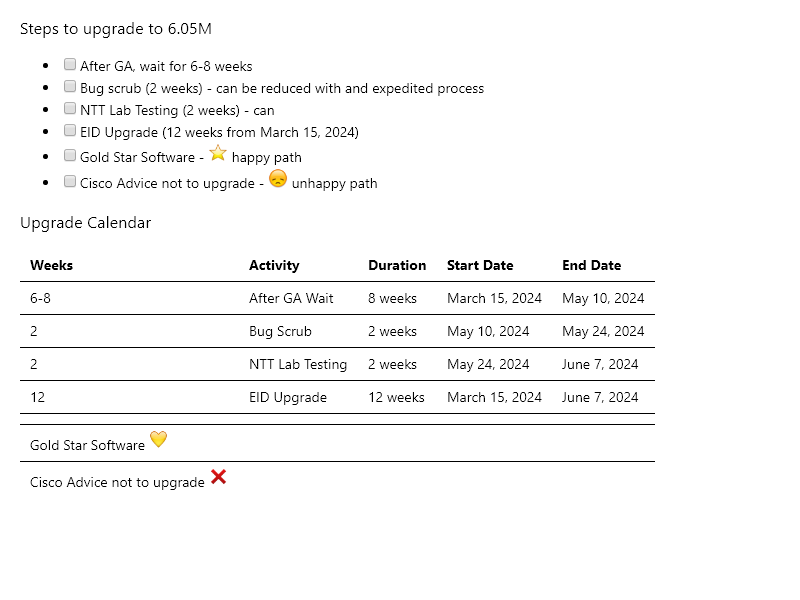 Steps to upgrade to 6.05M
After GA, wait for 6-8 weeks
Bug scrub (2 weeks) - can be reduced with and expedited process
NTT Lab Testing (2 weeks) - can
EID Upgrade (12 weeks from March 15, 2024)
Gold Star Software - ⭐ happy path
Cisco Advice not to upgrade - 😞 unhappy path
Upgrade Calendar
Weeks Activity Duration Start Date End Date
6-8 After GA Wait 8 weeks March 15, 2024 May 10, 2024
2 Bug Scrub 2 weeks May 10, 2024 May 24, 2024
2 NTT Lab Testing 2 weeks May 24, 2024 June 7, 2024
12 EID Upgrade 12 weeks March 15, 2024 June 7, 2024
Gold Star Software 💛
Cisco Advice not to upgrade ❌